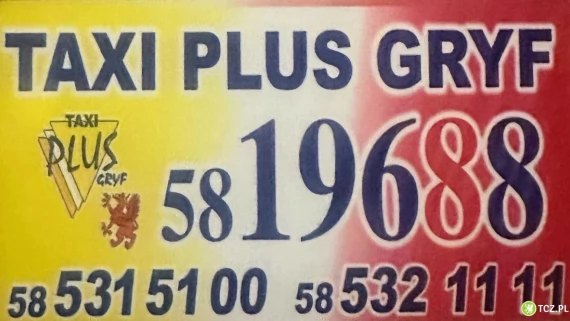 TAXI PLUS GRYF
TAXI
PLUS
GRYF
58 19688
58 531 51 00 58 532 11 11
TCZ.PL